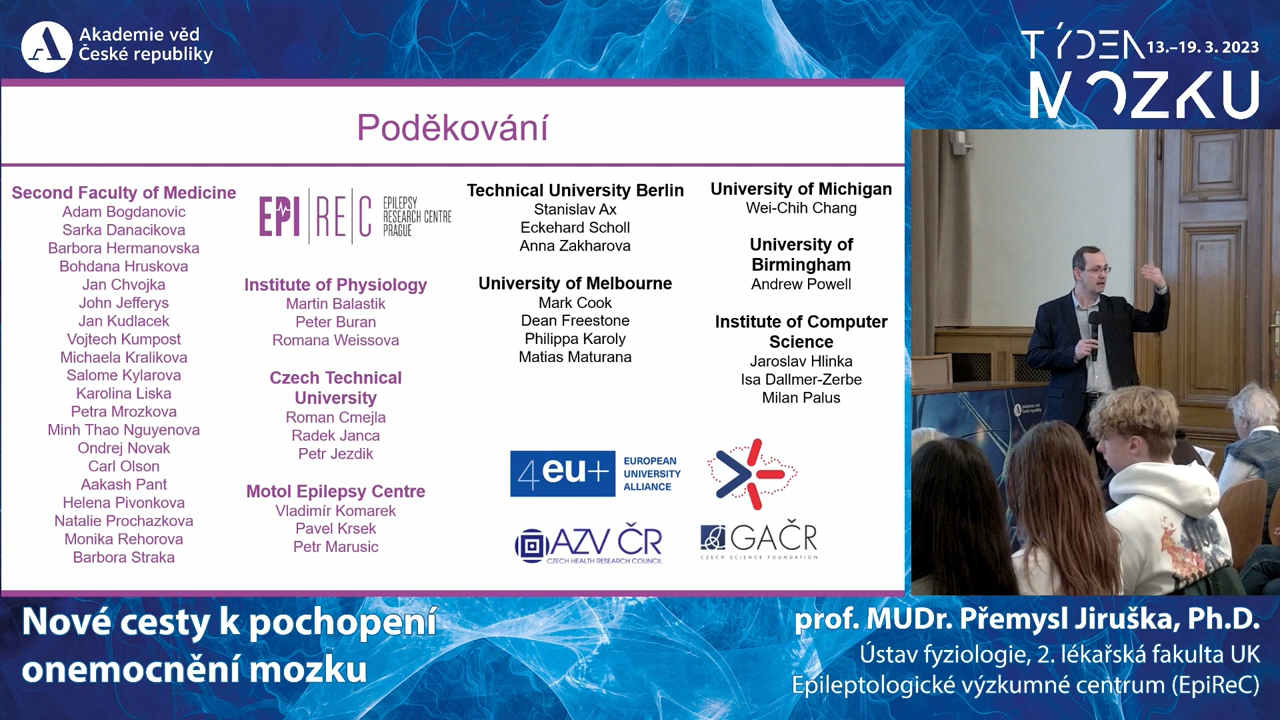 Akademie věd
České republiky
TÝDEN
13.–19. 3. 2023
MOZKU
Poděkování
Second Faculty of Medicine
Adam Bogdanovic
Sarka Danacikova
Barbora Hermanovska
Bohdana Hruskova
Jan Chvojka
John Jefferys
Jan Kudlacek
Vojtech Kumpost
Michaela Kralikova
Salome Kylarova
Karolina Liska
Petra Mrozkova
Minh Thao Nguyenova
Ondrej Novak
Carl Olson
Aakash Pant
Helena Pivonkova
Natalie Prochazkova
Monika Rehorova
Barbora Straka
EPI REC
EPILEPSY
RESEARCH CENTRE
PRAGUE
Institute of Physiology
Martin Balastik
Peter Buran
Romana Weissova
Czech Technical
University
Roman Cmejla
Radek Janca
Petr Jezdik
Motol Epilepsy Centre
Vladimír Komarek
Pavel Krsek
Petr Marusic
Technical University Berlin
Stanislav Ax
Eckehard Scholl
Anna Zakharova
University of Melbourne
Mark Cook
Dean Freestone
Philippa Karoly
Matias Maturana
University of Michigan
Wei-Chih Chang
University of
Birmingham
Andrew Powell
Institute of Computer
Science
Jaroslav Hlinka
Isa Dallmer-Zerbe
Milan Palus
4eu+
EUROPEAN
UNIVERSITY
ALLIANCE
AZV ČR
CZECH HEALTH RESEARCH COUNCIL
GAČR
CZECH SCIENCE FOUNDATION
Akademie věd
České republiky
Nové cesty k pochopení
onemocnění mozku
prof. MUDr. Přemysl Jiruška, Ph.D.
Ústav fyziologie, 2. lékařská fakulta UK
Epileptologické výzkumné centrum (EpiReC)